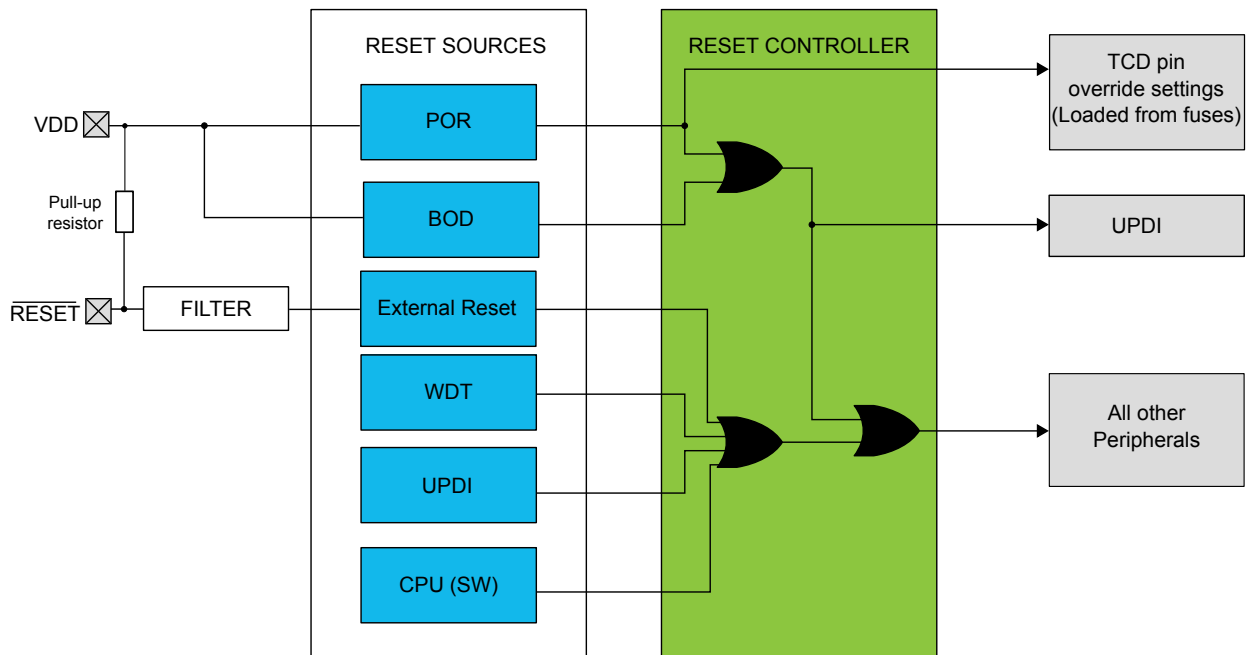 RESET SOURCES
RESET CONTROLLER
TCD pin
override settings
(Loaded from fuses)
VDD
POR
Pull-up
resistor
BOD
UPDI
RESET
FILTER
External Reset
WDT
All other
Peripherals
UPDI
CPU (SW)